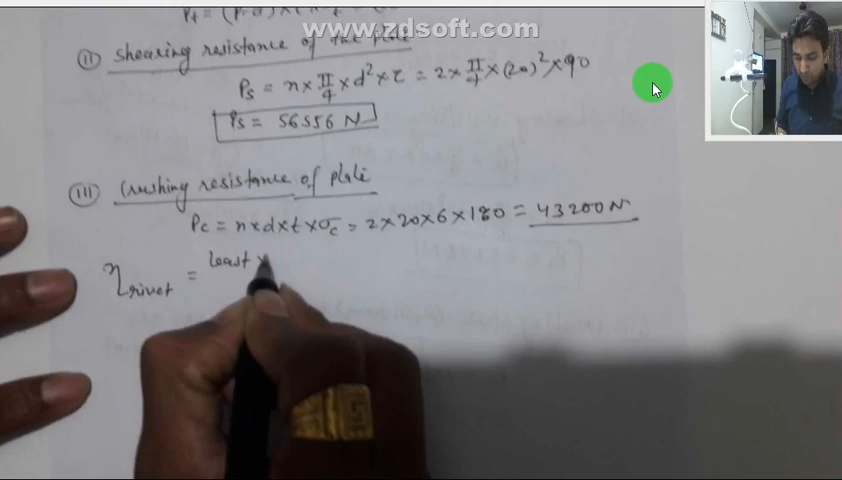 www.zdsoft.com
(II) Shearing resistance of the plate
Ps = n × π/4 × d² × τ = 2 × π/4 × (20)² × 90
Ps = 56556 N
(III) Crushing resistance of plate
Pc = n×d×t×σc = 2×20×6×180 = 43200 N
ηrivet = least